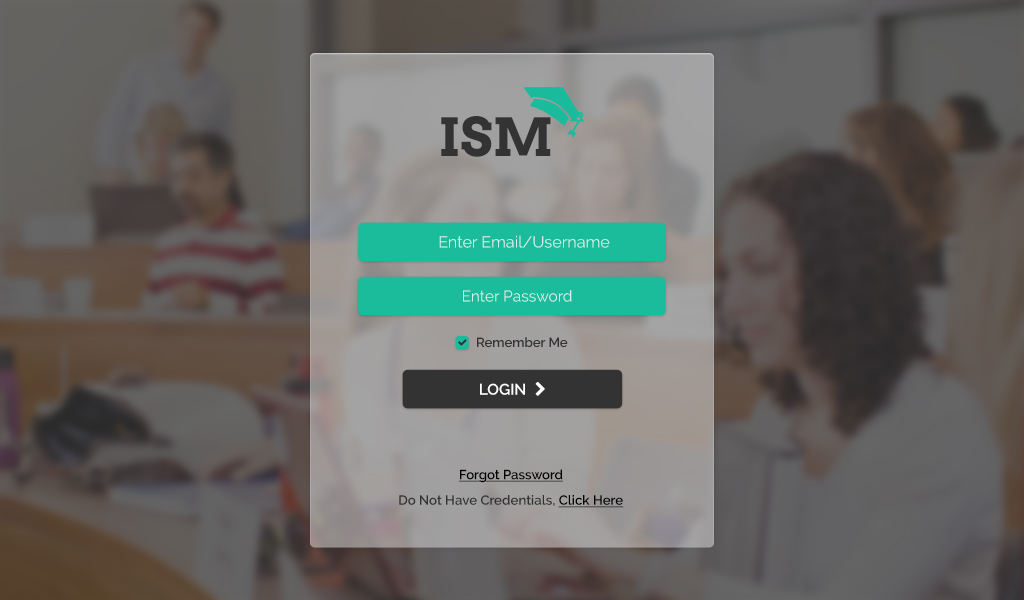 ISM
Enter Email/Username
Enter Password
Remember Me
LOGIN
Forgot Password
Do Not Have Credentials, Click Here